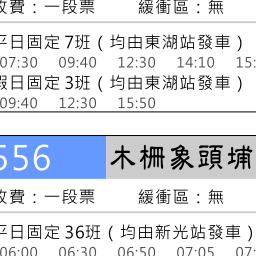 收費：一段票 緩衝區：無
平日固定 7班（均由東湖站發車）
07:30 09:40 12:30 14:10 15:
假日固定 3班（均由東湖站發車）
09:40 12:30 15:50
556 木柵象頭埔
收費：一段票 緩衝區：無
平日固定 36班（均由新光站發車）
06:00 06:30 06:50 07:05 07: